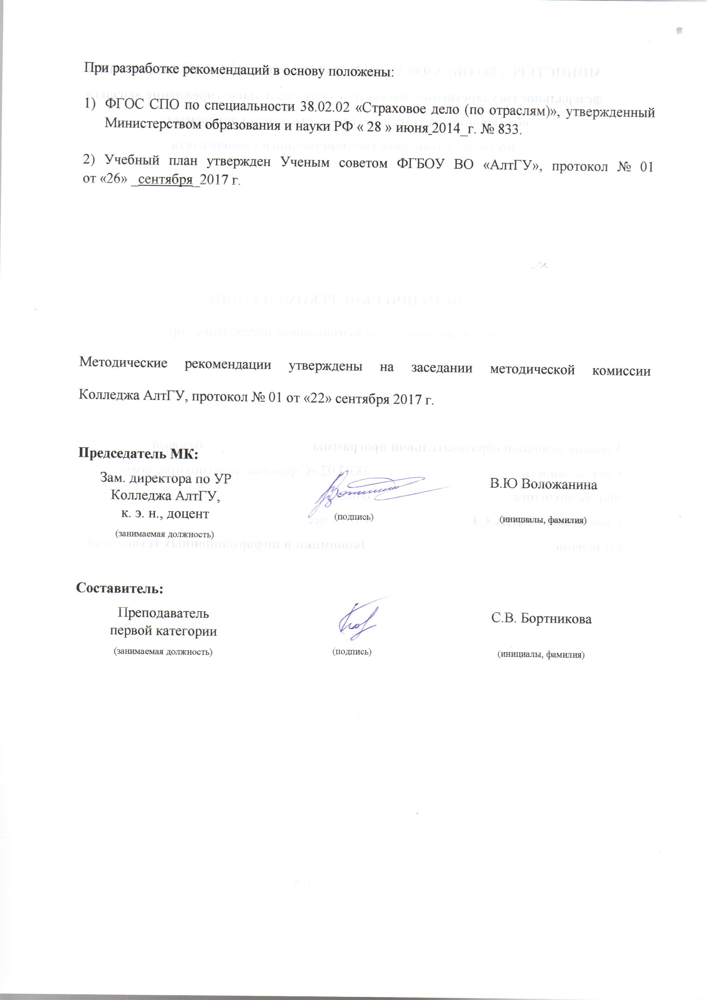 При разработке рекомендаций в основу положены:
1) ФГОС СПО по специальности 38.02.02 «Страховое дело (по отраслям)», утвержденный
Министерством образования и науки РФ « 28 » июня_2014_г. № 833.
2) Учебный план утвержден Ученым советом ФГБОУ ВО «АлтГУ», протокол № 01
от «26» _сентября_2017 г.
Методические рекомендации утверждены на заседании методической комиссии
Колледжа АлтГУ, протокол № 01 от «22» сентября 2017 г.
Председатель МК:
Зам. директора по УР
Колледжа АлтГУ,
к. э. н., доцент
(занимаемая должность)
(подпись)
В.Ю Воложанина
(инициалы, фамилия)
Составитель:
Преподаватель
первой категории
(занимаемая должность)
(подпись)
С.В. Бортникова
(инициалы, фамилия)